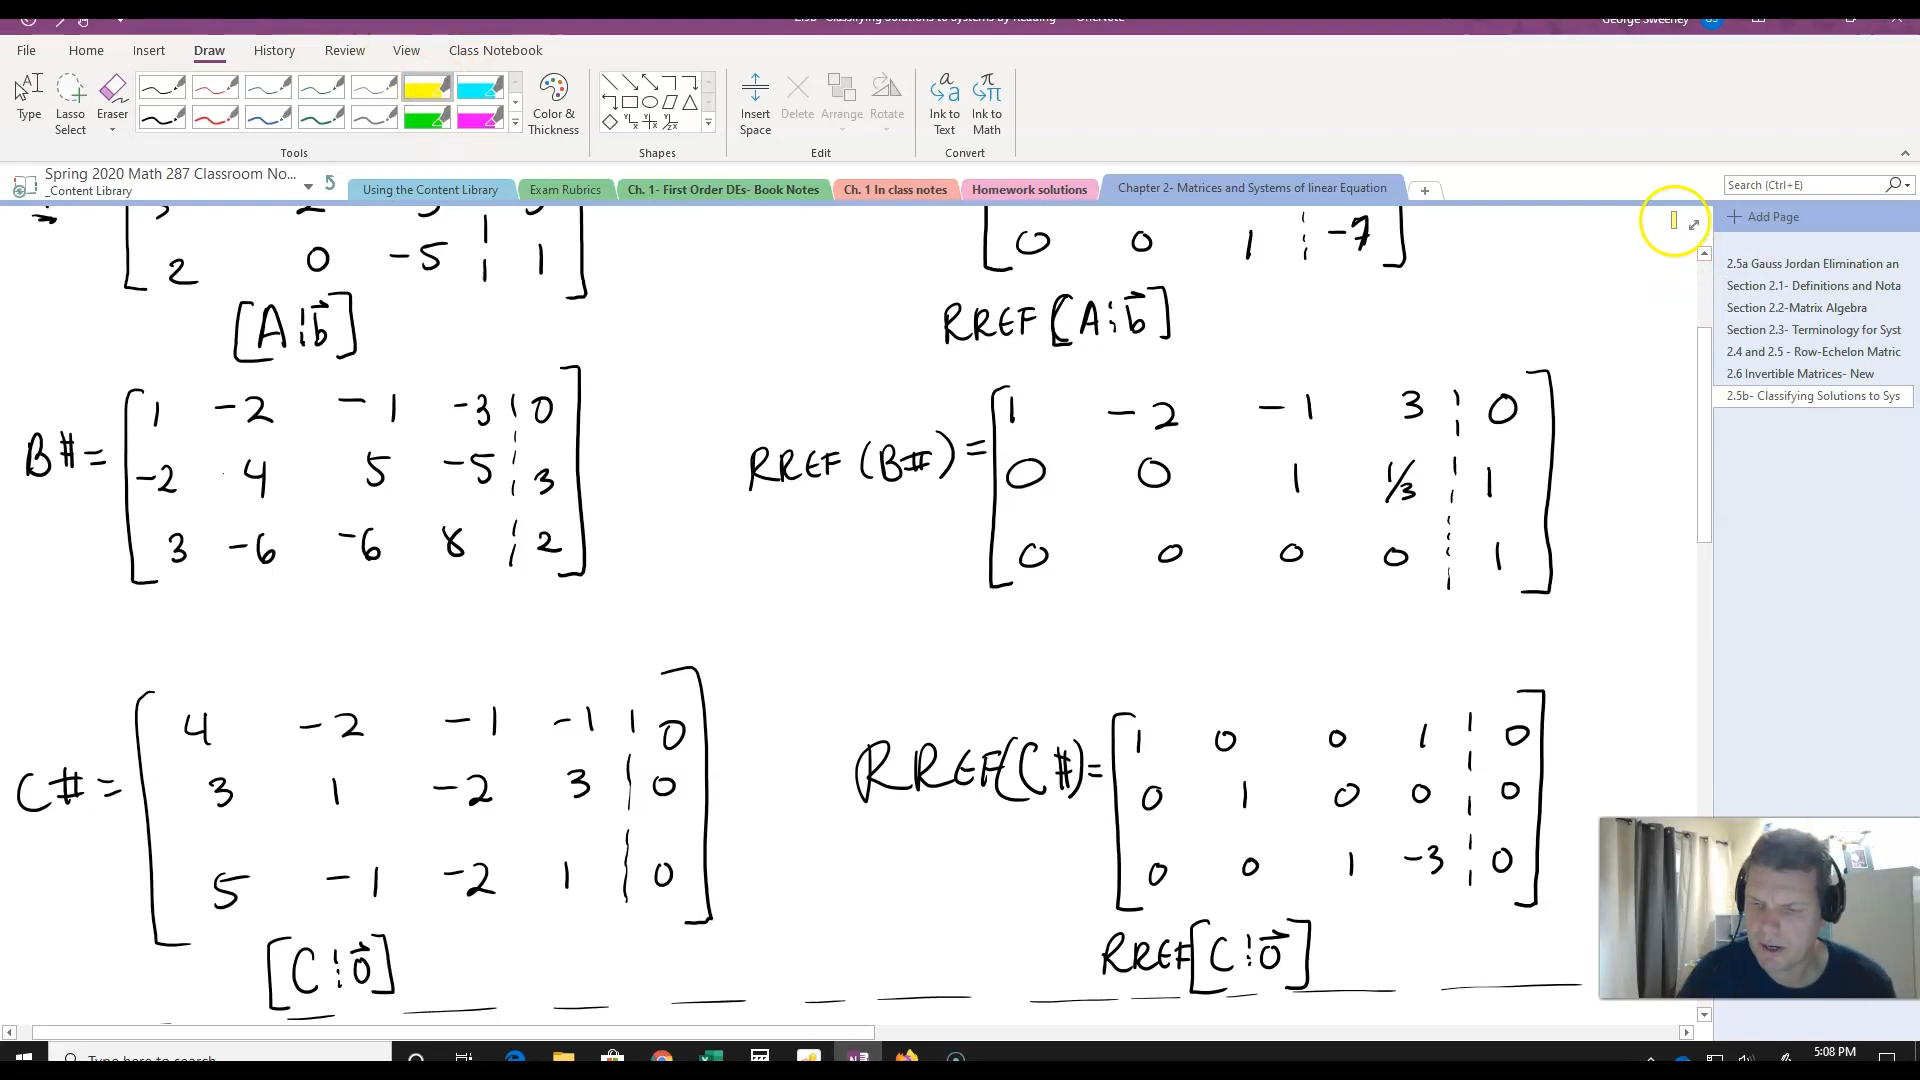 File Home Insert Draw History Review View Class Notebook
Type Lasso Select Eraser Color & Thickness Insert Space Delete Arrange Rotate Ink to Text Ink to Math
Tools Shapes Edit Convert
Spring 2020 Math 287 Classroom No...
_Content Library
Using the Content Library Exam Rubrics Ch. 1- First Order DEs- Book Notes Ch. 1 In class notes Homework solutions Chapter 2- Matrices and Systems of linear Equation
Search (Ctrl+E)
Add Page
2.5a Gauss Jordan Elimination an
Section 2.1- Definitions and Nota
Section 2.2-Matrix Algebra
Section 2.3- Terminology for Syst
2.4 and 2.5 - Row-Echelon Matric
2.6 Invertible Matrices- New
2.5b- Classifying Solutions to Sys
2 0 -5 ¦ 1
[A ¦ b⃗]
0 0 1 ¦ -7
RREF [A ¦ b⃗]
B# =
1 -2 -1 -3 ¦ 0
-2 4 5 -5 ¦ 3
3 -6 -6 8 ¦ 2
RREF (B#) =
1 -2 -1 3 ¦ 0
0 0 1 1/3 ¦ 1
0 0 0 0 ¦ 1
C# =
4 -2 -1 -1 ¦ 0
3 1 -2 3 ¦ 0
5 -1 -2 1 ¦ 0
[C ¦ 0⃗]
RREF(C#) =
1 0 0 1 ¦ 0
0 1 0 0 ¦ 0
0 0 1 -3 ¦ 0
RREF [C ¦ 0⃗]
5:08 PM